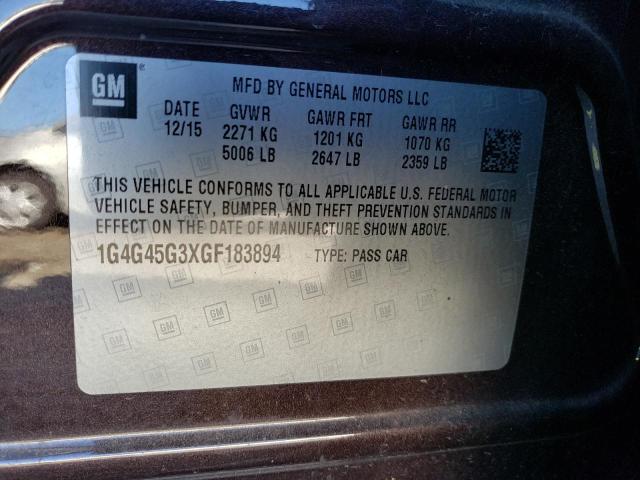 GM
MFD BY GENERAL MOTORS LLC
DATE GVWR GAWR FRT GAWR RR
12/15 2271 KG 1201 KG 1070 KG
5006 LB 2647 LB 2359 LB
THIS VEHICLE CONFORMS TO ALL APPLICABLE U.S. FEDERAL MOTOR
VEHICLE SAFETY, BUMPER, AND THEFT PREVENTION STANDARDS IN
EFFECT ON THE DATE OF MANUFACTURE SHOWN ABOVE.
1G4G45G3XGF183894 TYPE: PASS CAR